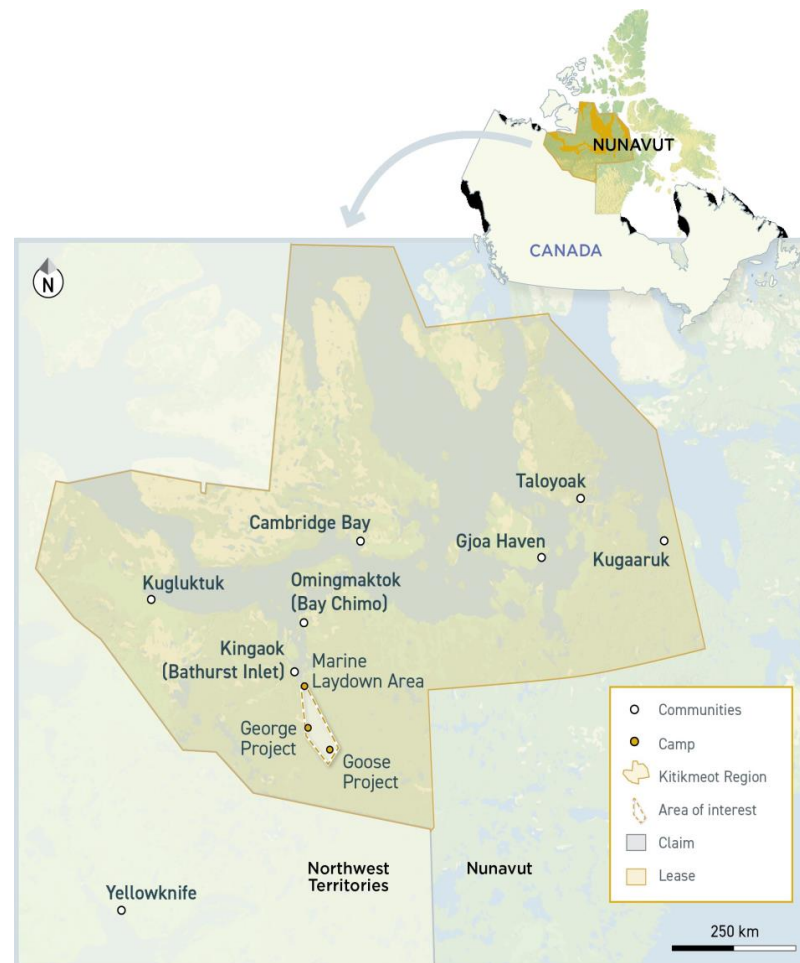 NUNAVUT
CANADA
N
Taloyoak
Cambridge Bay
Gjoa Haven
Kugaaruk
Kugluktuk
Omingmaktok
(Bay Chimo)
Kingaok
(Bathurst Inlet)
Marine
Laydown Area
George
Project
Goose
Project
Communities
Camp
Kitikmeot Region
Area of interest
Claim
Lease
Northwest
Territories
Nunavut
Yellowknife
250 km